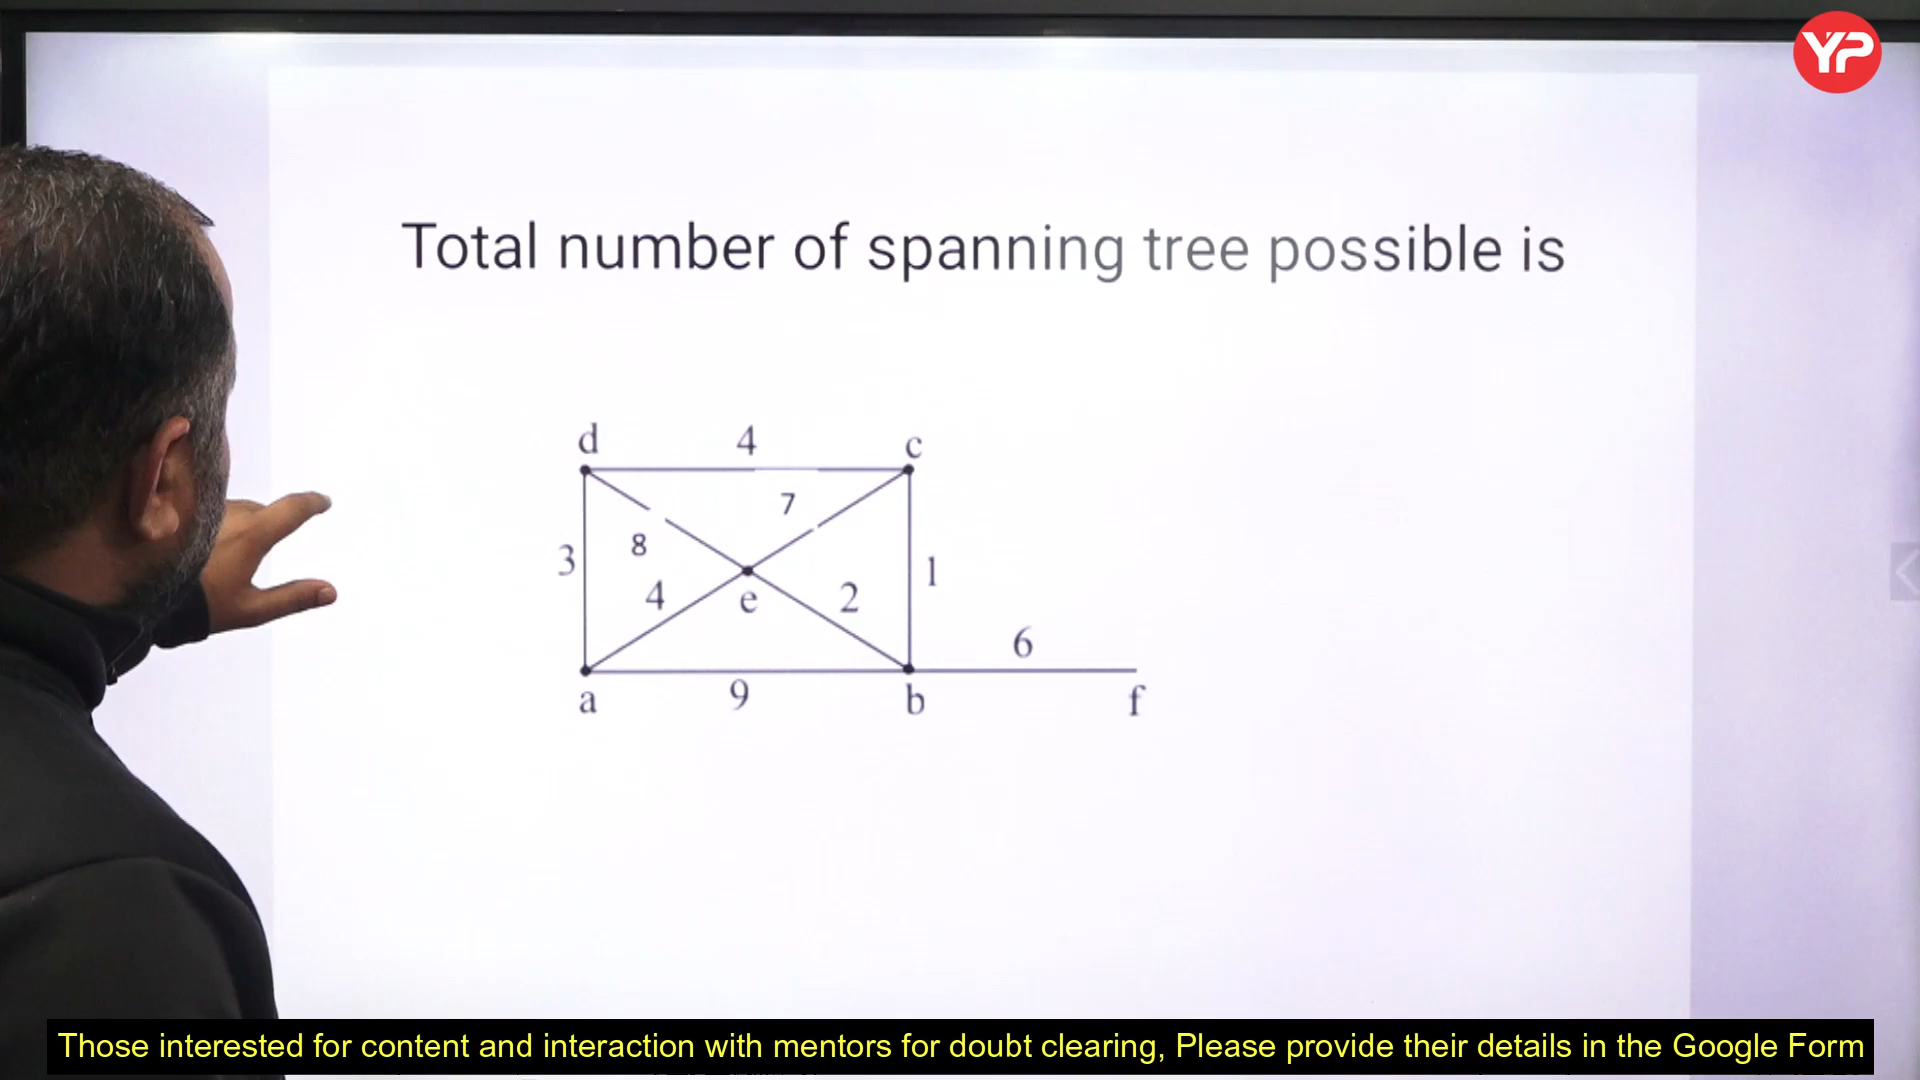 YP
Total number of spanning tree possible is
d 4 c
7
8
3
4 e 2 1
6
a 9 b f
Those interested for content and interaction with mentors for doubt clearing, Please provide their details in the Google Form